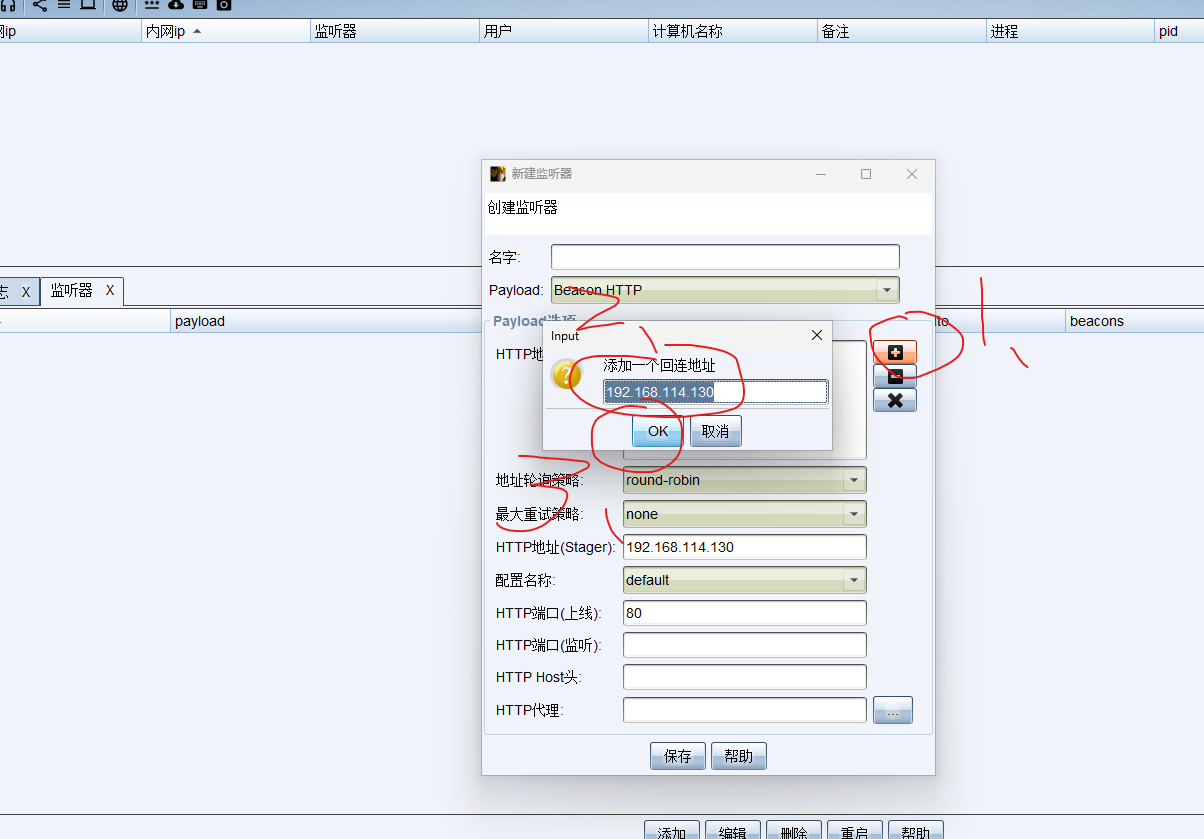 网ip 内网ip 监听器 用户 计算机名称 备注 进程 pid
新建监听器
创建监听器
名字:
Payload: Beacon HTTP
志 X 监听器 X
Payload选项
payload to beacons
Input
HTTP地
添加一个回连地址
192.168.114.130
OK 取消
地址轮询策略: round-robin
最大重试策略: none
HTTP地址(Stager): 192.168.114.130
配置名称: default
HTTP端口(上线): 80
HTTP端口(监听):
HTTP Host头:
HTTP代理: ...
保存 帮助
添加 编辑 删除 重启 帮助
1、
2、
3、